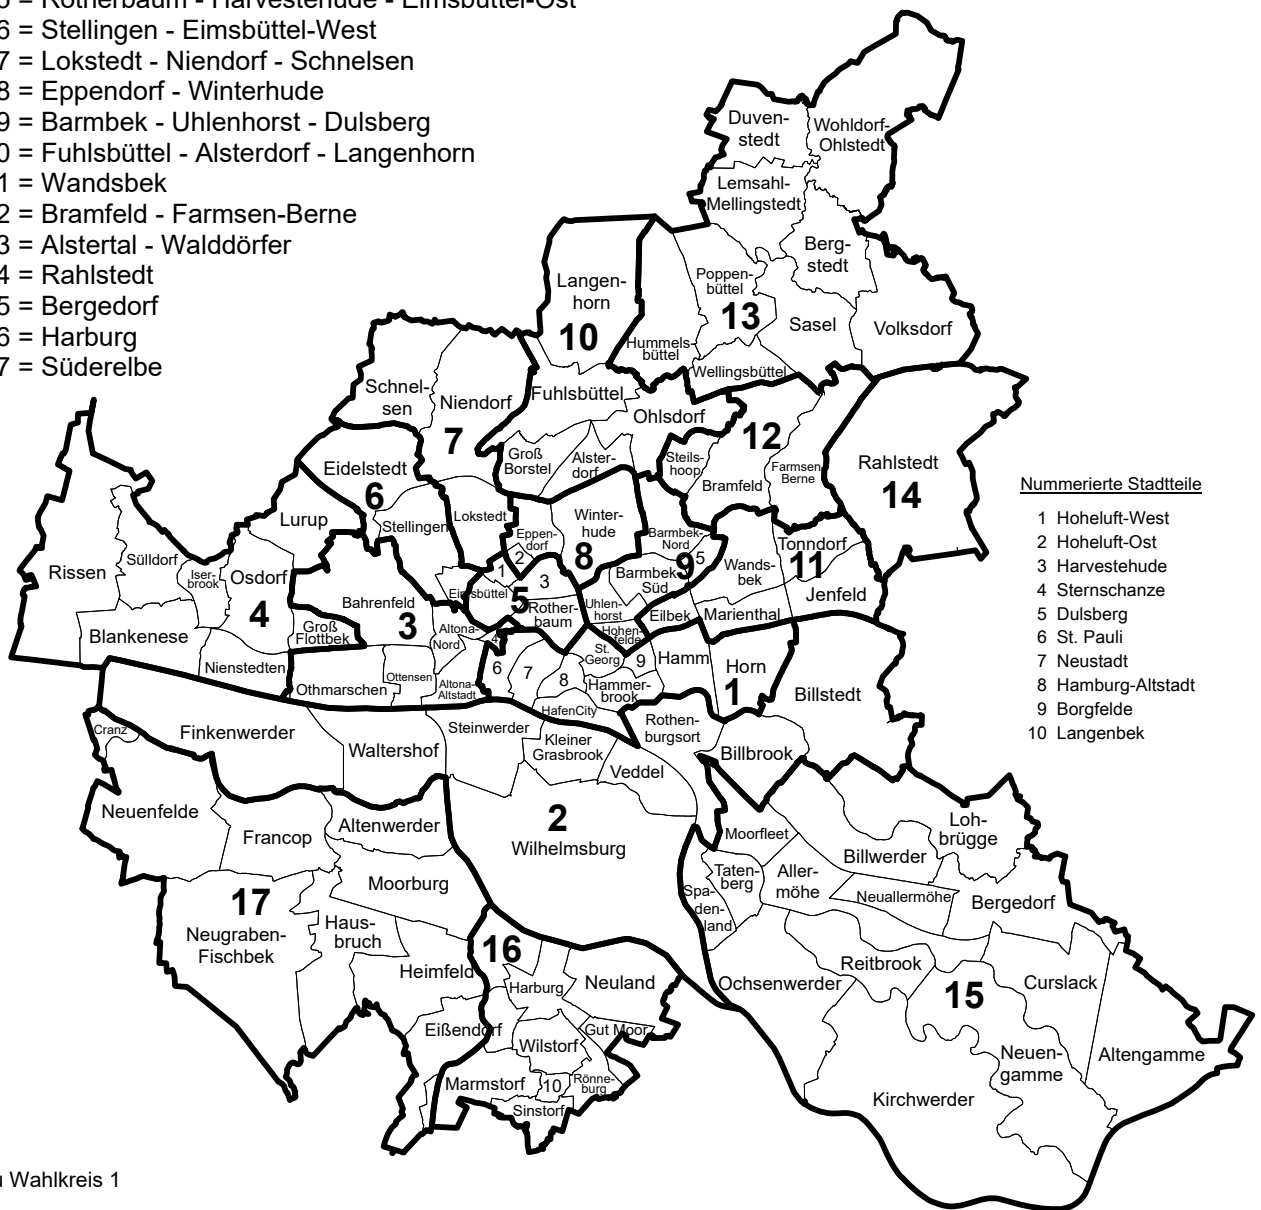 5 = Rotherbaum - Harvestehude - Eimsbüttel-Ost
6 = Stellingen - Eimsbüttel-West
7 = Lokstedt - Niendorf - Schnelsen
8 = Eppendorf - Winterhude
9 = Barmbek - Uhlenhorst - Dulsberg
0 = Fuhlsbüttel - Alsterdorf - Langenhorn
1 = Wandsbek
2 = Bramfeld - Farmsen-Berne
3 = Alstertal - Walddörfer
4 = Rahlstedt
5 = Bergedorf
6 = Harburg
7 = Süderelbe
Duven-
stedt
Wohldorf-
Ohlstedt
Lemsahl-
Mellingstedt
Berg-
stedt
Langen-
horn
10
Poppen-
büttel
13
Sasel
Volksdorf
Hummels-
büttel
Wellingsbüttel
Schnel-
sen
Niendorf
7
Fuhlsbüttel
Ohlsdorf
Groß
Borstel
Alster-
dorf
Steils-
hoop
12
Bramfeld
Farmsen
Berne
Rahlstedt
14
Eidelstedt
6
Stellingen
Lokstedt
Lurup
Eppen-
dorf
Winter-
hude
8
Barmbek-
Nord
9
5
Barmbek
Süd
Wands-
bek
Tonndorf
11
Jenfeld
Marienthal
Eilbek
Uhlen-
horst
Hohen-
felde
Rissen
Sülldorf
Iser-
brook
Osdorf
4
Blankenese
Nienstedten
Groß
Flottbek
Bahrenfeld
3
Othmarschen
Ottensen
Altona-
Nord
Altona-
Altstadt
Eimsbüttel
1
2
3
5
Rother-
baum
4
6
7
8
9
St.
Georg
Hammer-
brook
HafenCity
Hamm
Horn
1
Billstedt
Rothen-
burgsort
Billbrook
Cranz
Finkenwerder
Waltershof
Steinwerder
Kleiner
Grasbrook
Veddel
2
Wilhelmsburg
Neuenfelde
Francop
Altenwerder
Moorburg
17
Neugraben-
Fischbek
Haus-
bruch
Heimfeld
Eißendorf
16
Harburg
Neuland
Gut Moor
Wilstorf
Marmstorf
10
Rönne-
burg
Sinstorf
Moorfleet
Billwerder
Loh-
brügge
Taten-
berg
Aller-
möhe
Neuallermöhe
Bergedorf
Spa-
den-
land
Ochsenwerder
Reitbrook
15
Curslack
Neuen-
gamme
Altengamme
Kirchwerder
Nummerierte Stadtteile
1 Hoheluft-West
2 Hoheluft-Ost
3 Harvestehude
4 Sternschanze
5 Dulsberg
6 St. Pauli
7 Neustadt
8 Hamburg-Altstadt
9 Borgfelde
10 Langenbek
Wahlkreis 1